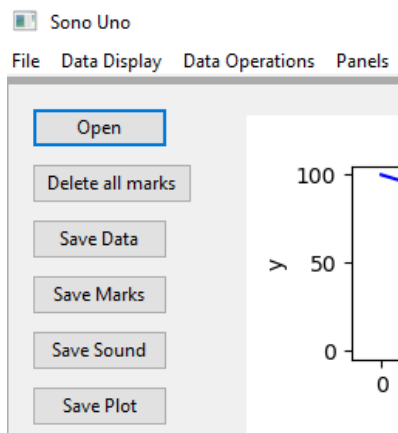 Sono Uno
File Data Display Data Operations Panels
Open
Delete all marks
Save Data
Save Marks
Save Sound
Save Plot
100
50
0
y
0